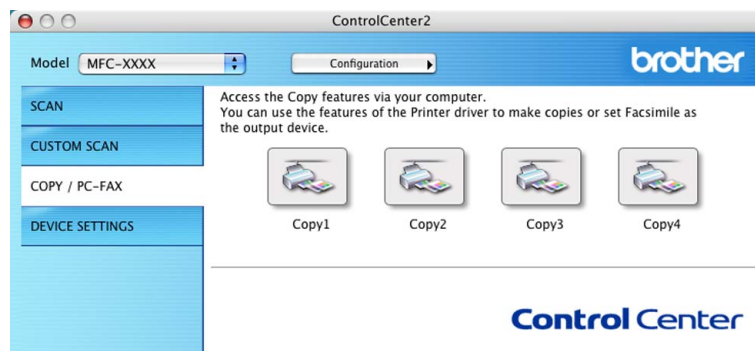 ControlCenter2
Model MFC-XXXX Configuration
brother
SCAN
CUSTOM SCAN
COPY / PC-FAX
DEVICE SETTINGS
Access the Copy features via your computer.
You can use the features of the Printer driver to make copies or set Facsimile as
the output device.
Copy1 Copy2 Copy3 Copy4
Control Center